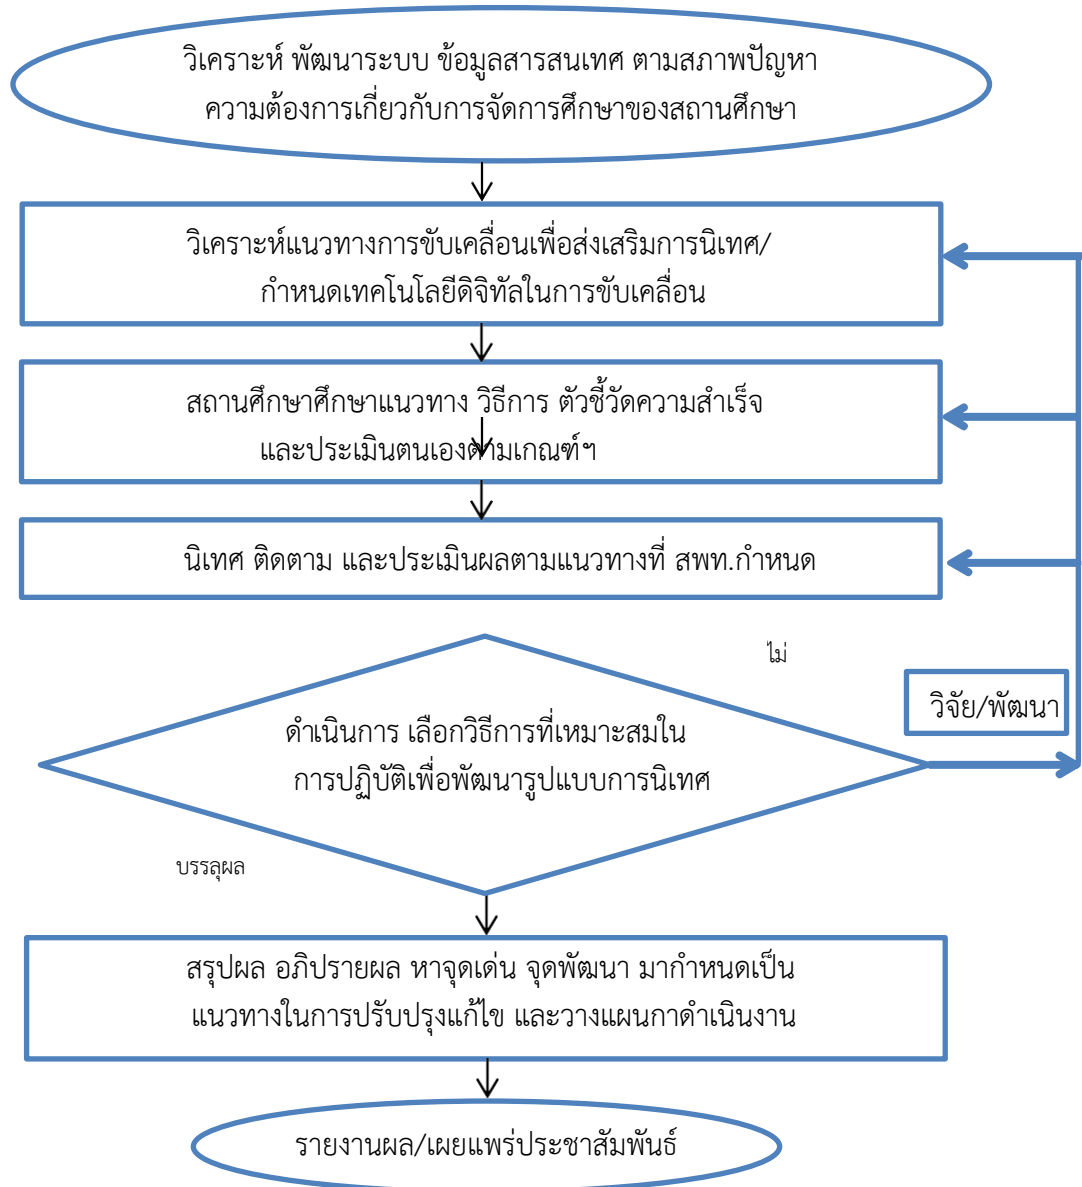 วิเคราะห์ พัฒนาระบบ ข้อมูลสารสนเทศ ตามสภาพปัญหา
ความต้องการเกี่ยวกับการจัดการศึกษาของสถานศึกษา
วิเคราะห์แนวทางการขับเคลื่อนเพื่อส่งเสริมการนิเทศ/
กำหนดเทคโนโลยีดิจิทัลในการขับเคลื่อน
สถานศึกษาศึกษาแนวทาง วิธีการ ตัวชี้วัดความสำเร็จ
และประเมินตนเองตามเกณฑ์ฯ
นิเทศ ติดตาม และประเมินผลตามแนวทางที่ สพท.กำหนด
ไม่
วิจัย/พัฒนา
ดำเนินการ เลือกวิธีการที่เหมาะสมใน
การปฏิบัติเพื่อพัฒนารูปแบบการนิเทศ
บรรลุผล
สรุปผล อภิปรายผล หาจุดเด่น จุดพัฒนา มากำหนดเป็น
แนวทางในการปรับปรุงแก้ไข และวางแผนกาดำเนินงาน
รายงานผล/เผยแพร่ประชาสัมพันธ์